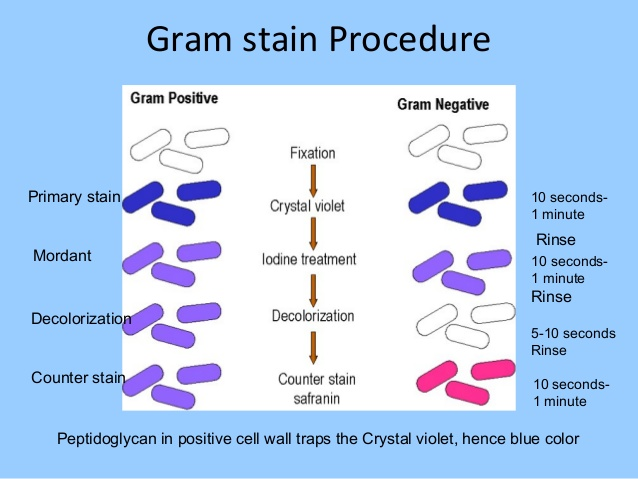 Gram stain Procedure
Gram Positive
Gram Negative
Fixation
Primary stain
Crystal violet
10 seconds-
1 minute
Rinse
Mordant
Iodine treatment
10 seconds-
1 minute
Rinse
Decolorization
Decolorization
5-10 seconds
Rinse
Counter stain
Counter stain
safranin
10 seconds-
1 minute
Peptidoglycan in positive cell wall traps the Crystal violet, hence blue color